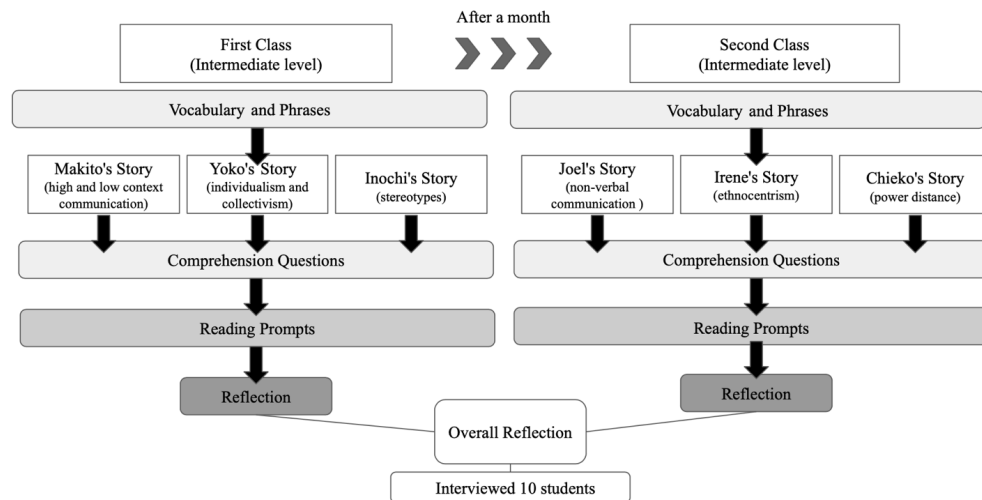 After a month
First Class
(Intermediate level)
Second Class
(Intermediate level)
Vocabulary and Phrases
Vocabulary and Phrases
Makito's Story
(high and low context
communication)
Yoko's Story
(individualism and
collectivism)
Inochi's Story
(stereotypes)
Joel's Story
(non-verbal
communication )
Irene's Story
(ethnocentrism)
Chieko's Story
(power distance)
Comprehension Questions
Comprehension Questions
Reading Prompts
Reading Prompts
Reflection
Reflection
Overall Reflection
Interviewed 10 students